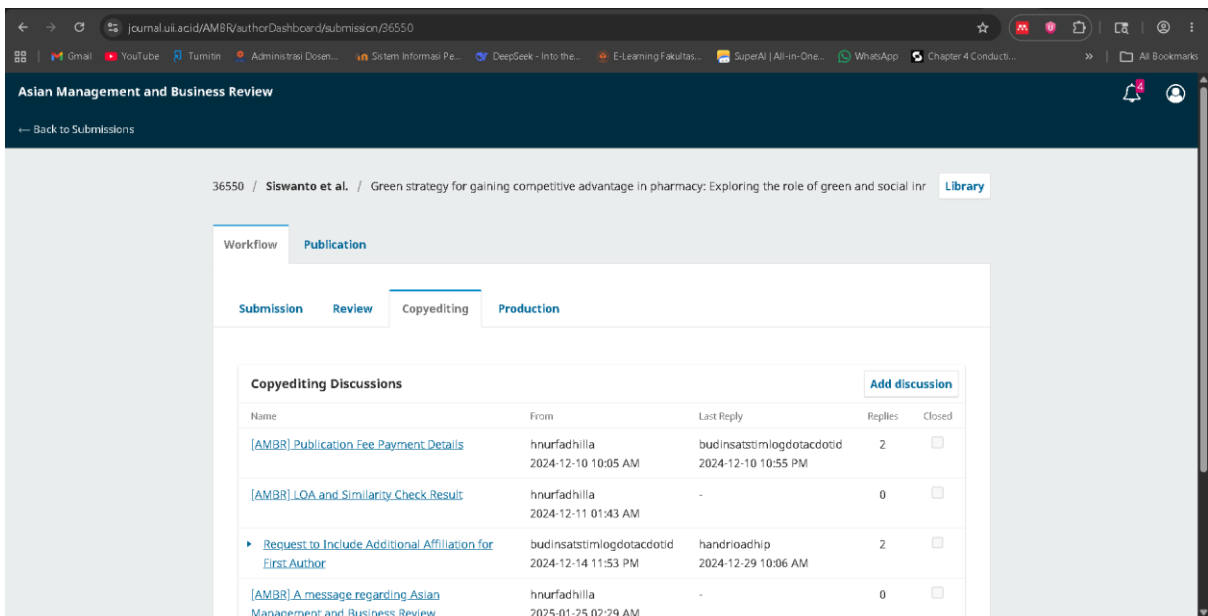 journal.uii.ac.id/AMBR/authorDashboard/submission/36550
Gmail YouTube Turnitin Administrasi Dosen... Sistem Informasi Pe... DeepSeek - Into the... E-Learning Fakultas... SuperAI | All-in-One... WhatsApp Chapter 4 Conducti... » All Bookmarks
Asian Management and Business Review 4
← Back to Submissions
36550 / Siswanto et al. / Green strategy for gaining competitive advantage in pharmacy: Exploring the role of green and social inr Library
Workflow Publication
Submission Review Copyediting Production
Copyediting Discussions Add discussion
Name From Last Reply Replies Closed
[AMBR] Publication Fee Payment Details hnurfadhilla budinsatstimlogdotacdotid 2
2024-12-10 10:05 AM 2024-12-10 10:55 PM
[AMBR] LOA and Similarity Check Result hnurfadhilla - 0
2024-12-11 01:43 AM
Request to Include Additional Affiliation for budinsatstimlogdotacdotid handrioadhip 2
First Author 2024-12-14 11:53 PM 2024-12-29 10:06 AM
[AMBR] A message regarding Asian hnurfadhilla - 0
Management and Business Review 2025-01-25 02:29 AM